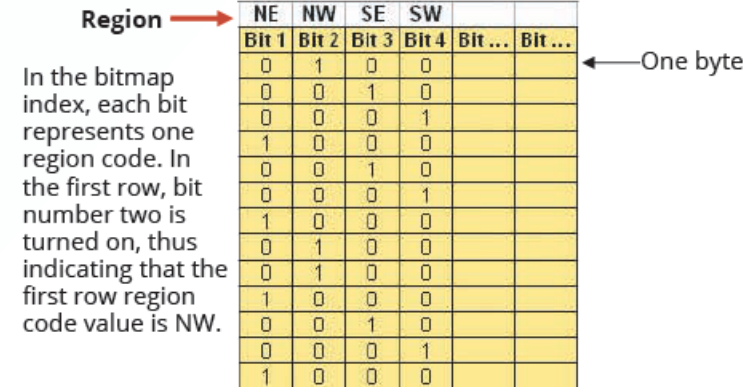 Region
In the bitmap
index, each bit
represents one
region code. In
the first row, bit
number two is
turned on, thus
indicating that the
first row region
code value is NW.
NE NW SE SW
Bit 1 Bit 2 Bit 3 Bit 4 Bit ... Bit ...
0 1 0 0
0 0 1 0
0 0 0 1
1 0 0 0
0 0 1 0
0 0 0 1
1 0 0 0
0 1 0 0
0 1 0 0
1 0 0 0
0 0 1 0
0 0 0 1
1 0 0 0
One byte